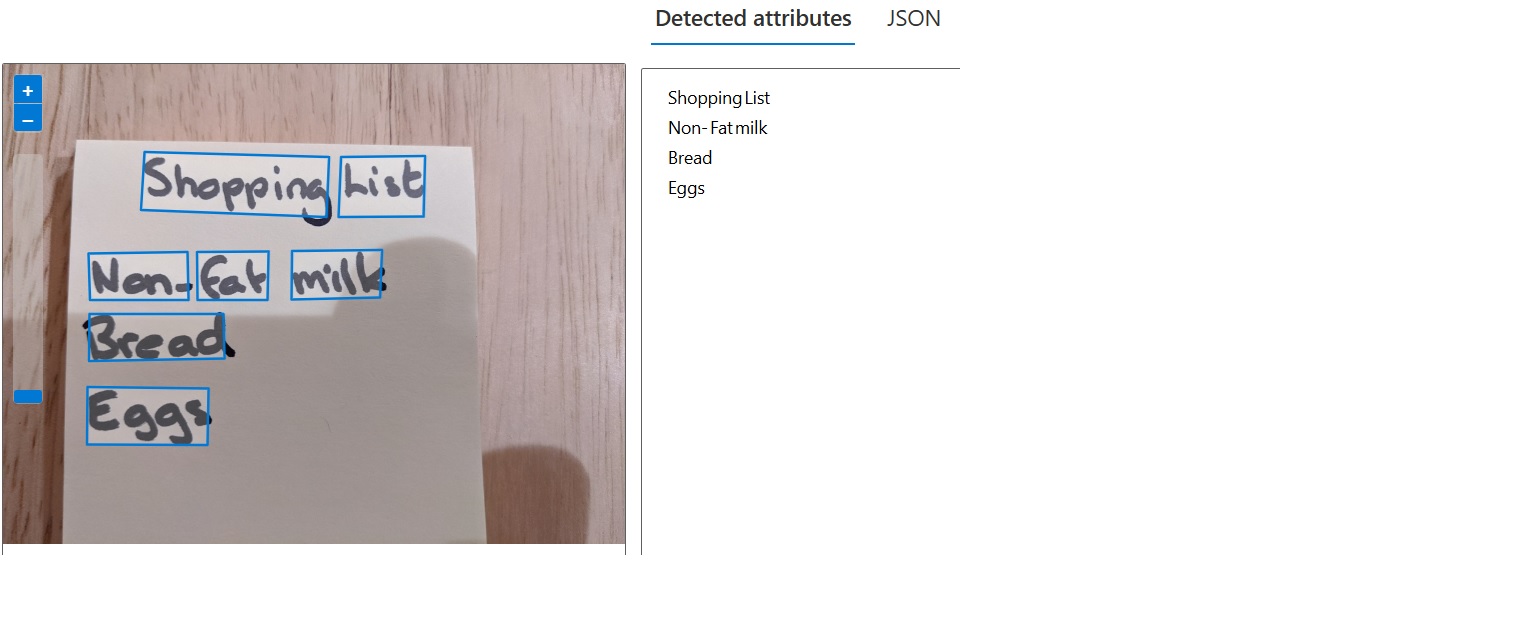 Detected attributes JSON
+
–
Shopping List
Non-Fat milk
Bread
Eggs
Shopping List
Non- Fat milk
Bread
Eggs